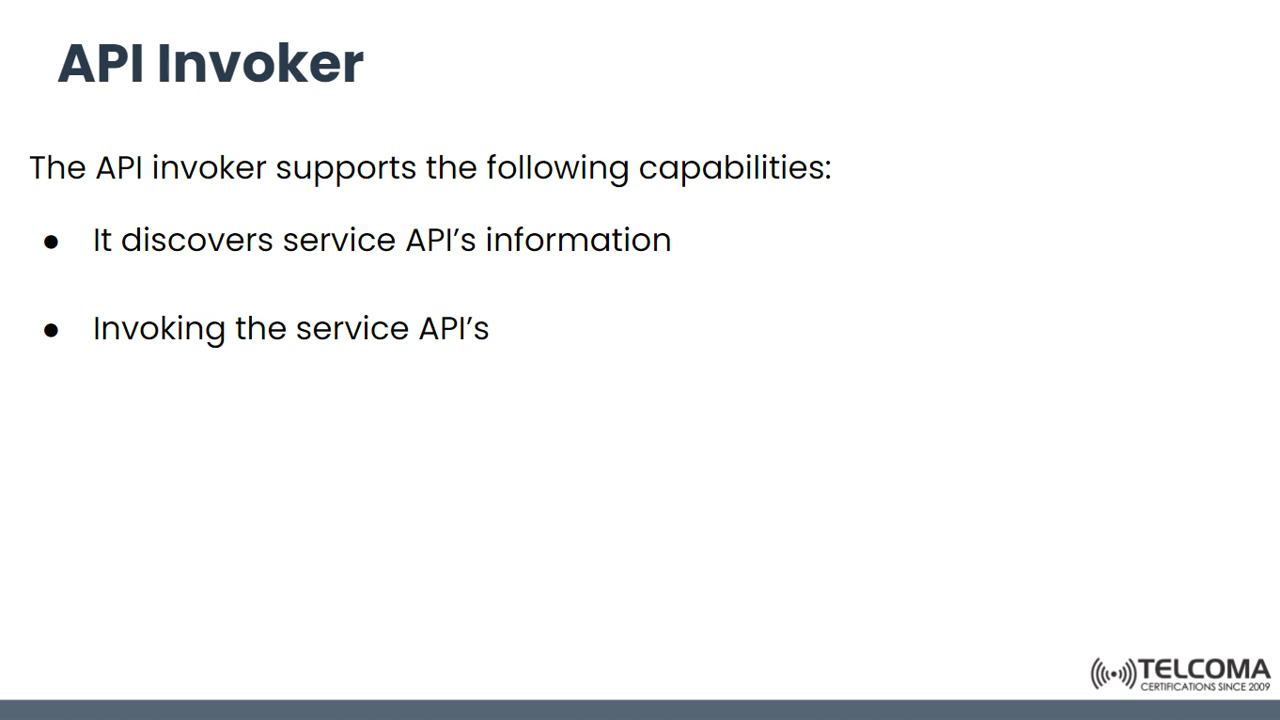 API Invoker
The API invoker supports the following capabilities:
● It discovers service API’s information
● Invoking the service API’s
TELCOMA
CERTIFICATIONS SINCE 2009